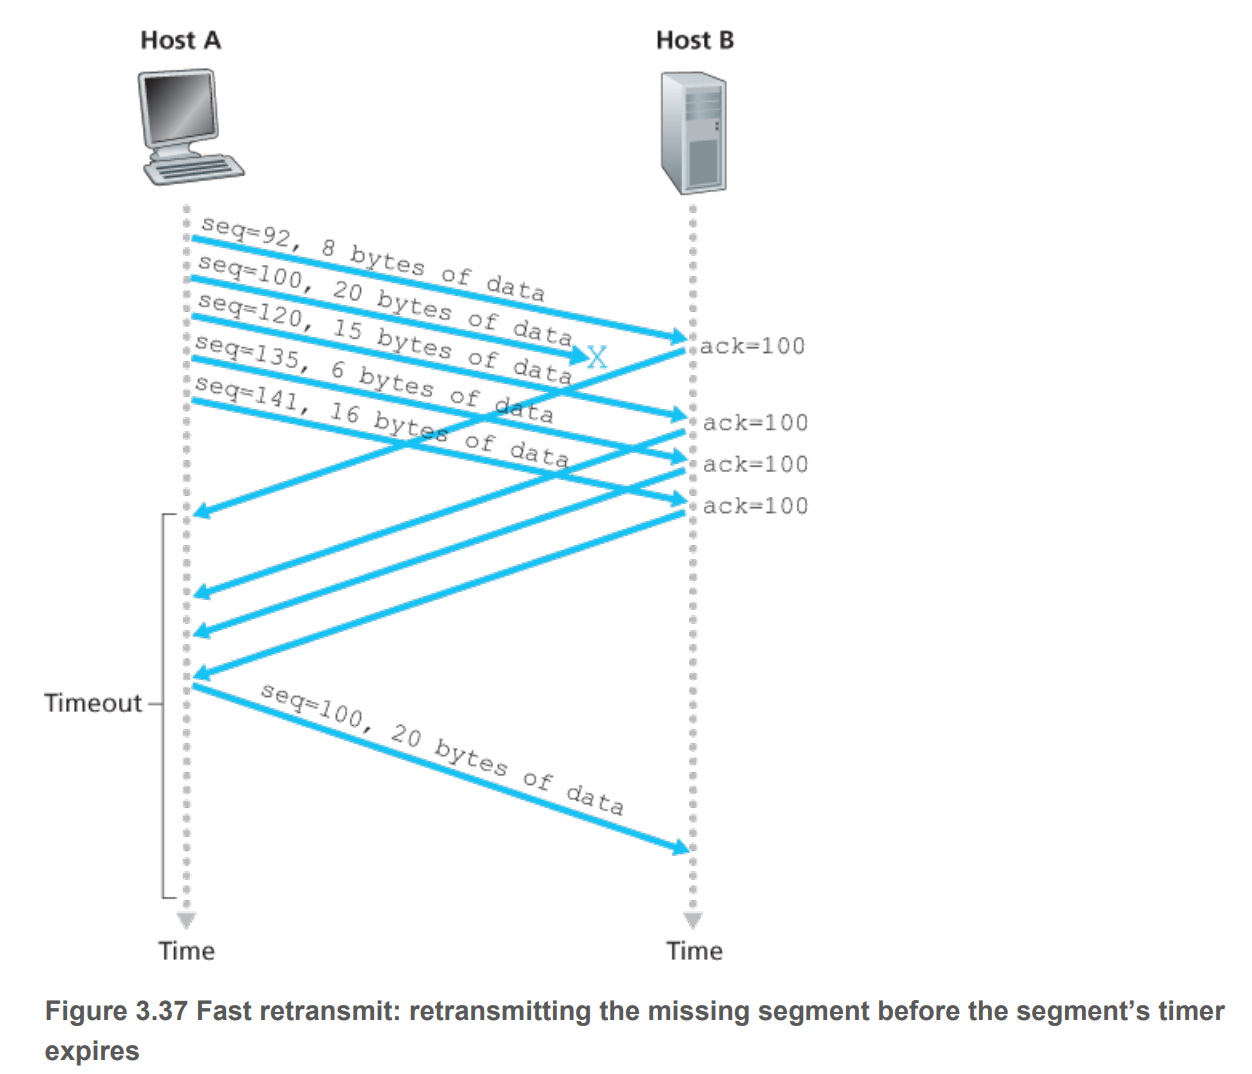 Host A
Host B
seq=92, 8 bytes of data
seq=100, 20 bytes of data
X
seq=120, 15 bytes of data
seq=135, 6 bytes of data
seq=141, 16 bytes of data
ack=100
ack=100
ack=100
ack=100
Timeout
seq=100, 20 bytes of data
Time
Time
Figure 3.37 Fast retransmit: retransmitting the missing segment before the segment’s timer
expires